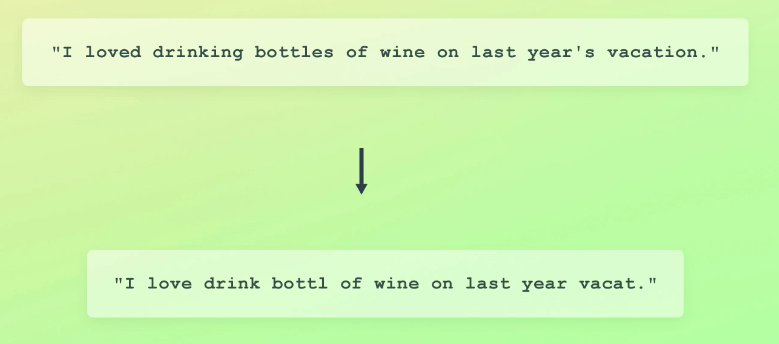 "I loved drinking bottles of wine on last year's vacation."
"I love drink bottl of wine on last year vacat."